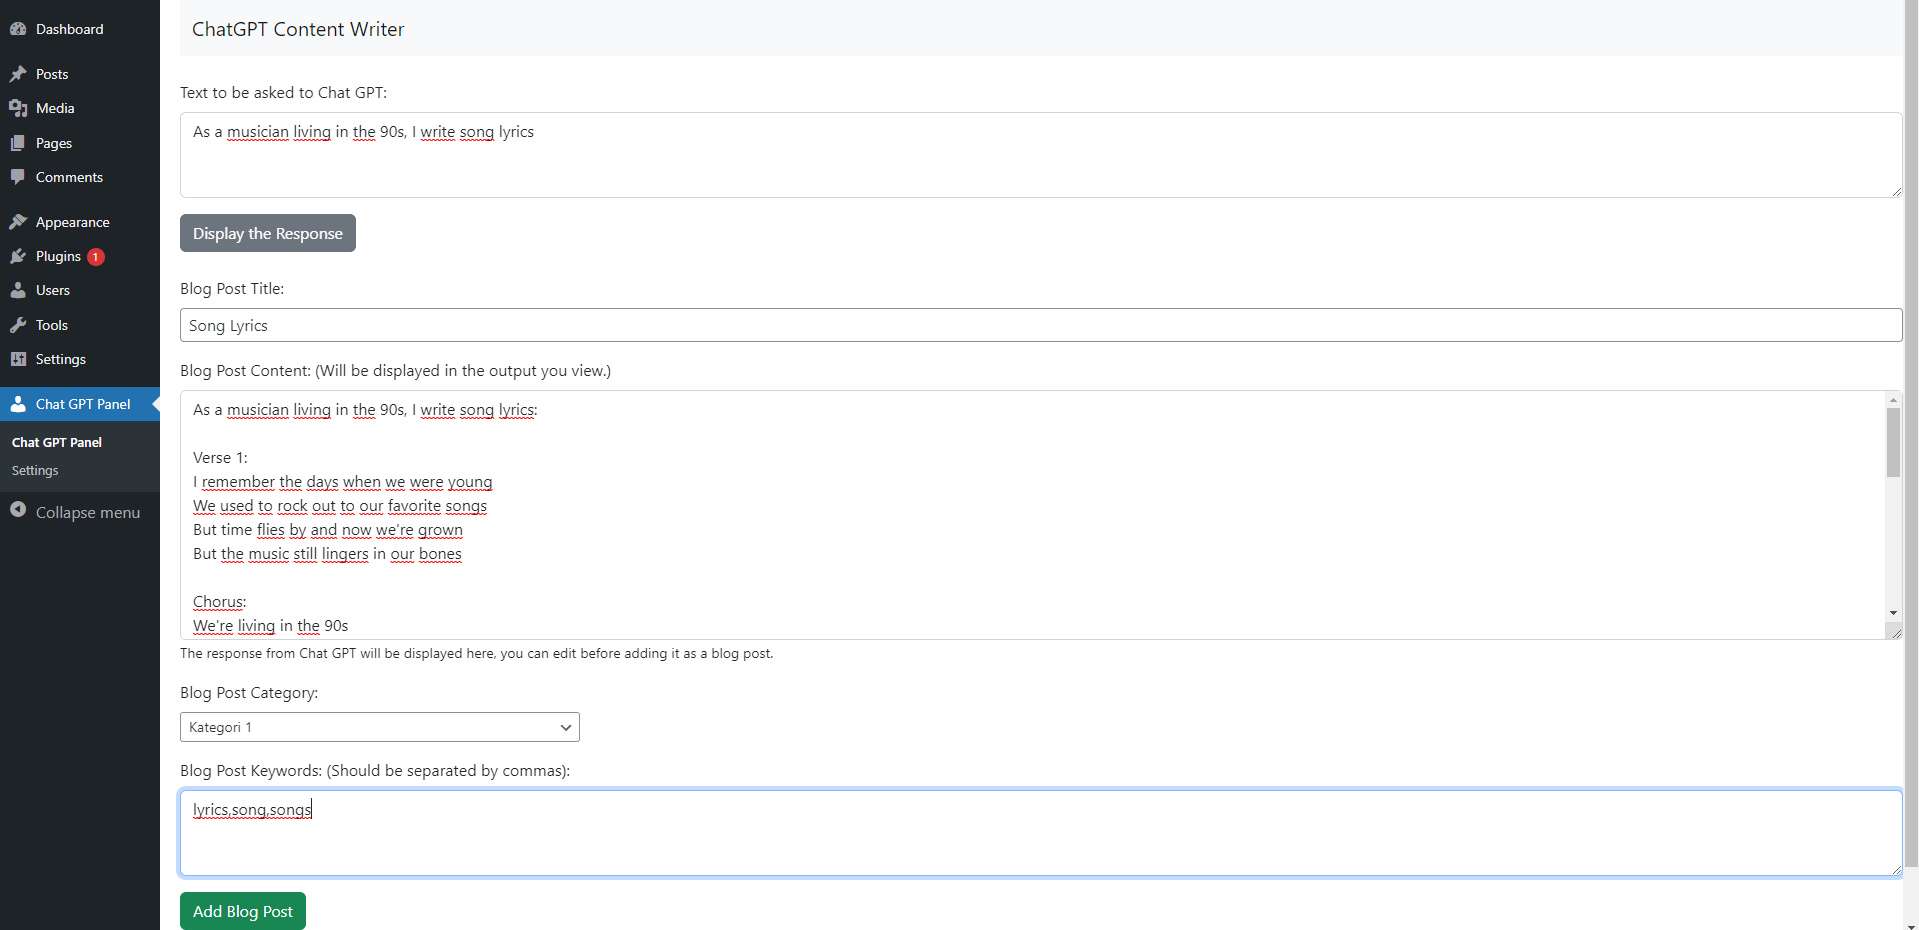 Dashboard
Posts
Media
Pages
Comments
Appearance
Plugins 1
Users
Tools
Settings
Chat GPT Panel
Chat GPT Panel
Settings
Collapse menu
ChatGPT Content Writer
Text to be asked to Chat GPT:
As a musician living in the 90s, I write song lyrics
Display the Response
Blog Post Title:
Song Lyrics
Blog Post Content: (Will be displayed in the output you view.)
As a musician living in the 90s, I write song lyrics:
Verse 1:
I remember the days when we were young
We used to rock out to our favorite songs
But time flies by and now we're grown
But the music still lingers in our bones
Chorus:
We're living in the 90s
The response from Chat GPT will be displayed here, you can edit before adding it as a blog post.
Blog Post Category:
Kategori 1
Blog Post Keywords: (Should be separated by commas):
lyrics,song,songs
Add Blog Post